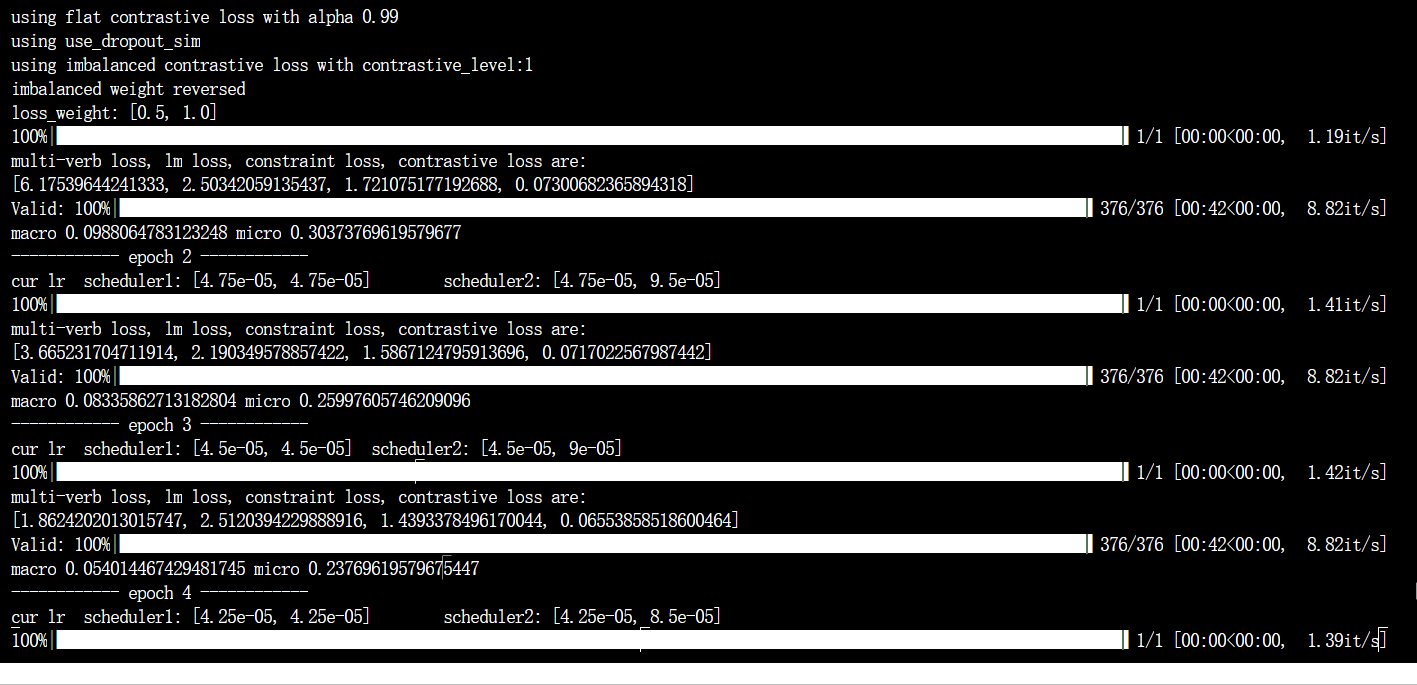 using flat contrastive loss with alpha 0.99
using use_dropout_sim
using imbalanced contrastive loss with contrastive_level:1
imbalanced weight reversed
loss_weight: [0.5, 1.0]
100%| 1/1 [00:00<00:00, 1.19it/s]
multi-verb loss, lm loss, constraint loss, contrastive loss are:
[6.17539644241333, 2.50342059135437, 1.721075177192688, 0.07300682365894318]
Valid: 100%| 376/376 [00:42<00:00, 8.82it/s]
macro 0.0988064783123248 micro 0.30373769619579677
------------ epoch 2 ------------
cur lr scheduler1: [4.75e-05, 4.75e-05] scheduler2: [4.75e-05, 9.5e-05]
100%| 1/1 [00:00<00:00, 1.41it/s]
multi-verb loss, lm loss, constraint loss, contrastive loss are:
[3.665231704711914, 2.190349578857422, 1.5867124795913696, 0.0717022567987442]
Valid: 100%| 376/376 [00:42<00:00, 8.82it/s]
macro 0.08335862713182804 micro 0.25997605746209096
------------ epoch 3 ------------
cur lr scheduler1: [4.5e-05, 4.5e-05] scheduler2: [4.5e-05, 9e-05]
100%| 1/1 [00:00<00:00, 1.42it/s]
multi-verb loss, lm loss, constraint loss, contrastive loss are:
[1.8624202013015747, 2.5120394229888916, 1.4393378496170044, 0.06553858518600464]
Valid: 100%| 376/376 [00:42<00:00, 8.82it/s]
macro 0.054014467429481745 micro 0.23769619579675447
------------ epoch 4 ------------
cur lr scheduler1: [4.25e-05, 4.25e-05] scheduler2: [4.25e-05, 8.5e-05]
100%| 1/1 [00:00<00:00, 1.39it/s]